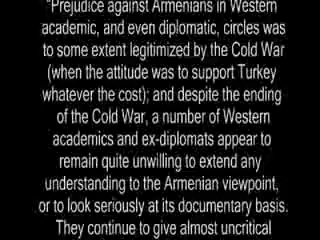 "Prejudice against Armenians in Western
academic, and even diplomatic, circles was
to some extent legitimized by the Cold War
(when the attitude was to support Turkey
whatever the cost); and despite the ending
of the Cold War, a number of Western
academics and ex-diplomats appear to
remain quite unwilling to extend any
understanding to the Armenian viewpoint,
or to look seriously at its documentary basis.
They continue to give almost uncritical